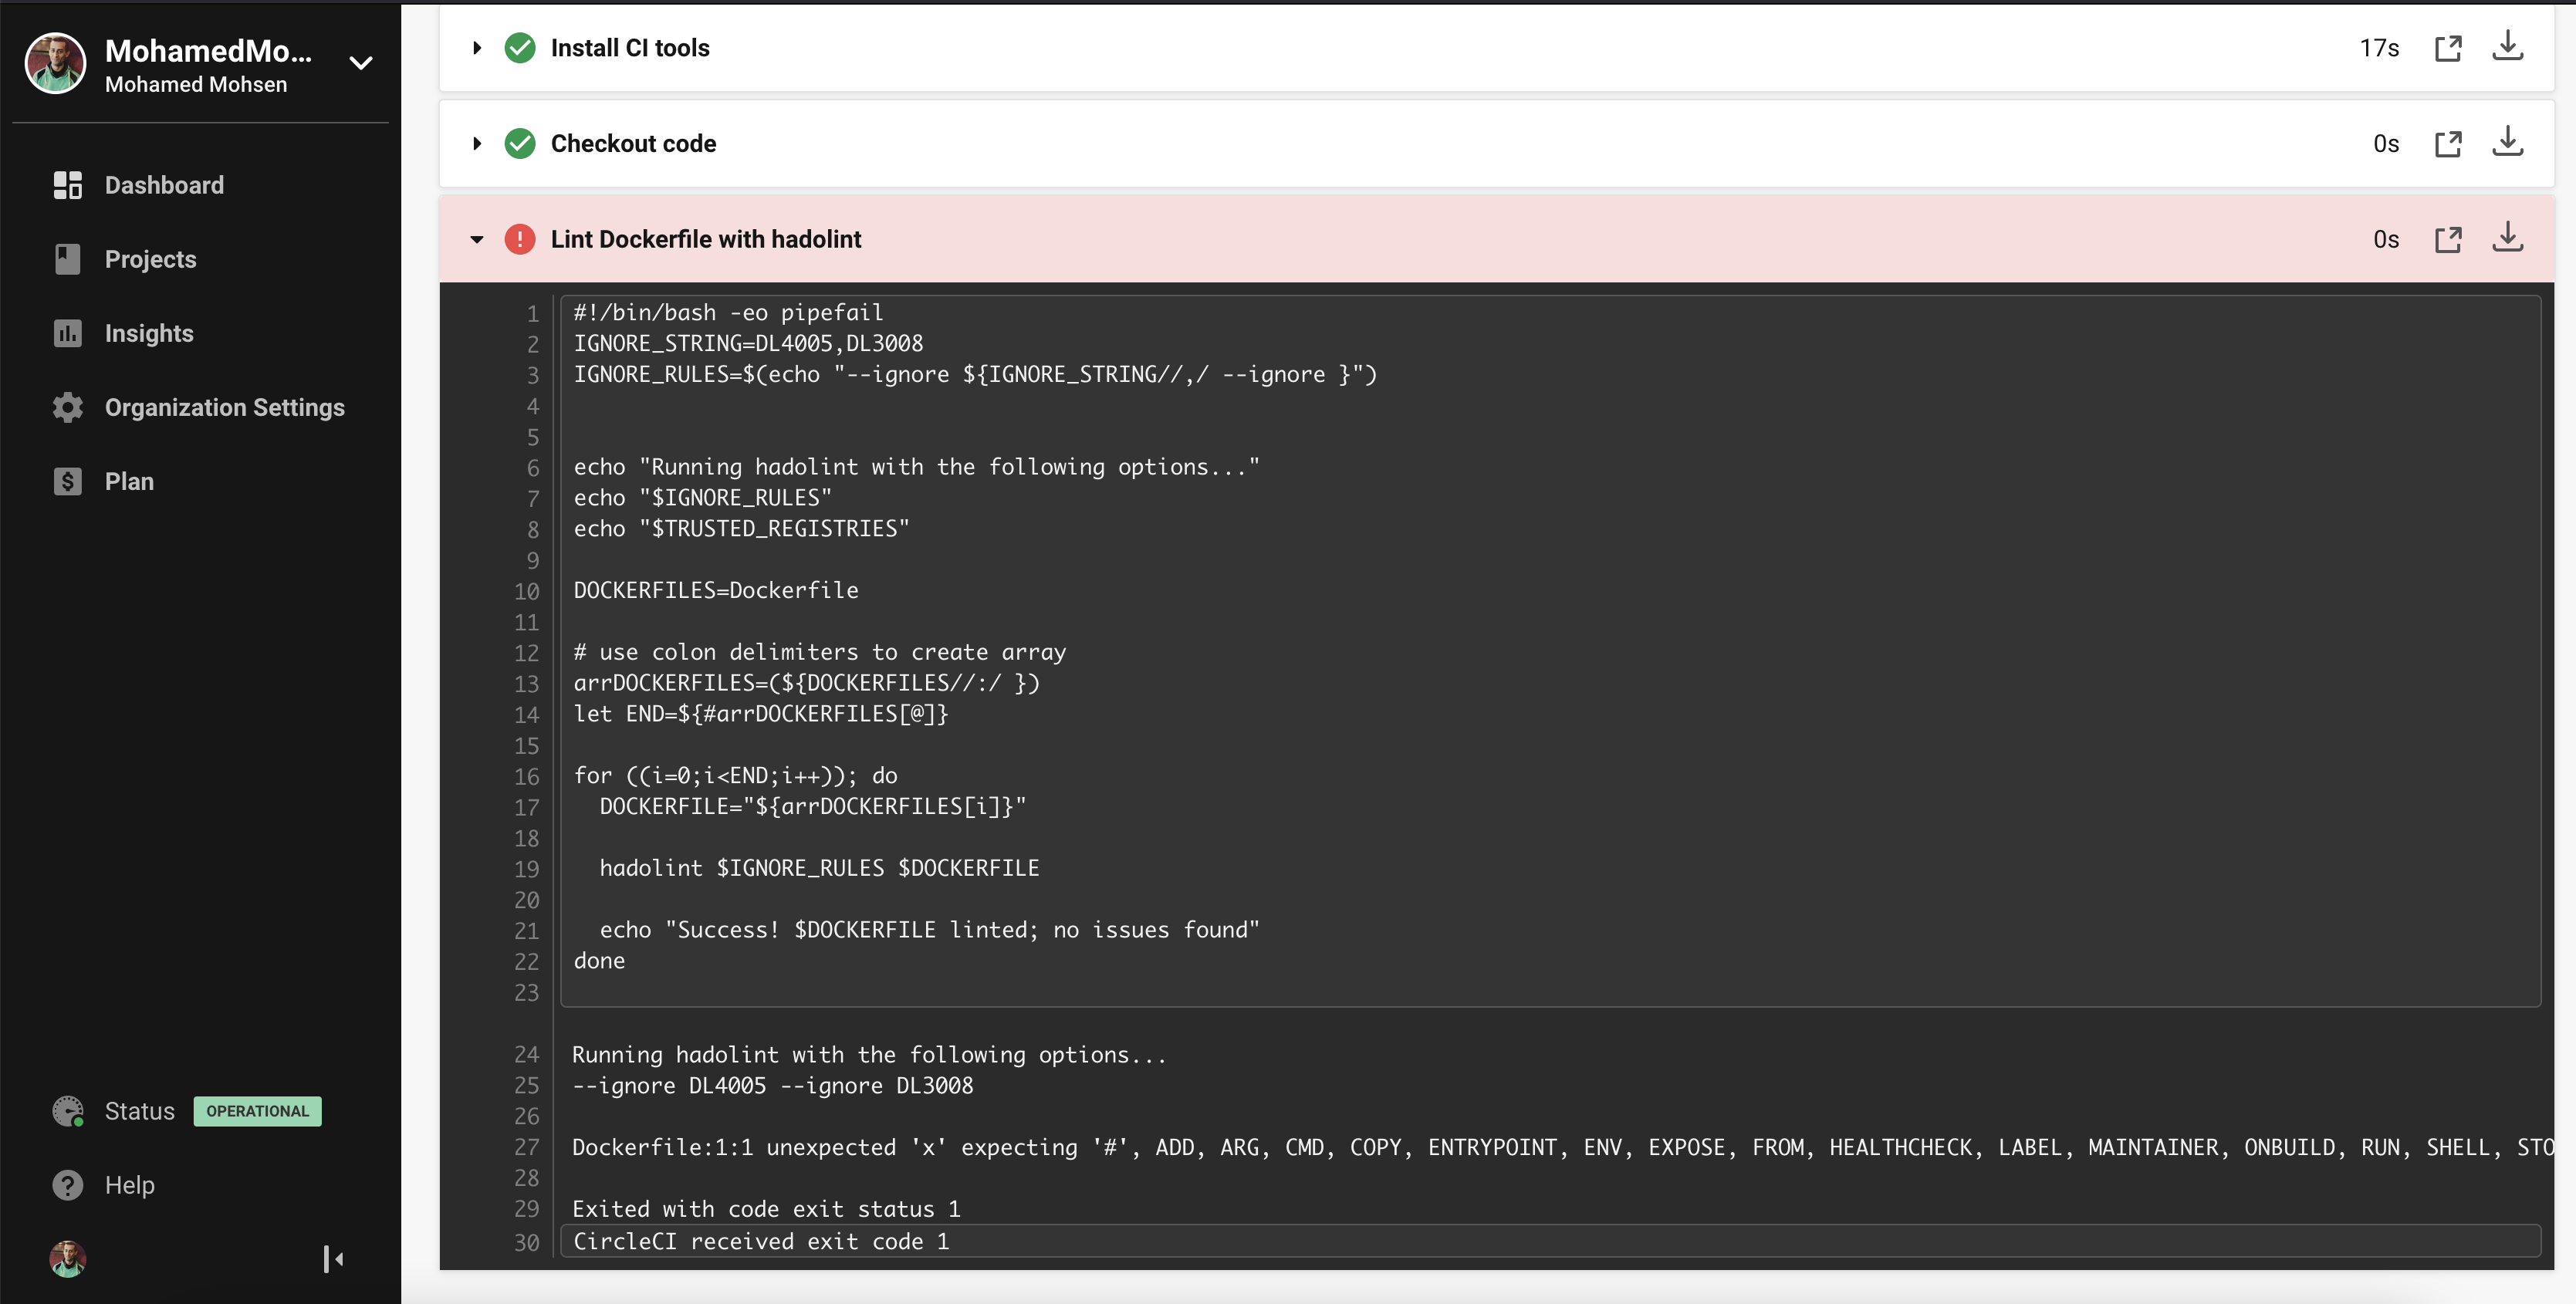 MohamedMo...
Mohamed Mohsen
Dashboard
Projects
Insights
Organization Settings
Plan
Status OPERATIONAL
Help
Install CI tools 17s
Checkout code 0s
Lint Dockerfile with hadolint 0s
1 #!/bin/bash -eo pipefail
2 IGNORE_STRING=DL4005,DL3008
3 IGNORE_RULES=$(echo "--ignore ${IGNORE_STRING//,/ --ignore }")
4
5
6 echo "Running hadolint with the following options..."
7 echo "$IGNORE_RULES"
8 echo "$TRUSTED_REGISTRIES"
9
10 DOCKERFILES=Dockerfile
11
12 # use colon delimiters to create array
13 arrDOCKERFILES=(${DOCKERFILES//:/ })
14 let END=${#arrDOCKERFILES[@]}
15
16 for ((i=0;i<END;i++)); do
17 DOCKERFILE="${arrDOCKERFILES[i]}"
18
19 hadolint $IGNORE_RULES $DOCKERFILE
20
21 echo "Success! $DOCKERFILE linted; no issues found"
22 done
23
24 Running hadolint with the following options...
25 --ignore DL4005 --ignore DL3008
26
27 Dockerfile:1:1 unexpected 'x' expecting '#', ADD, ARG, CMD, COPY, ENTRYPOINT, ENV, EXPOSE, FROM, HEALTHCHECK, LABEL, MAINTAINER, ONBUILD, RUN, SHELL, STO
28
29 Exited with code exit status 1
30 CircleCI received exit code 1